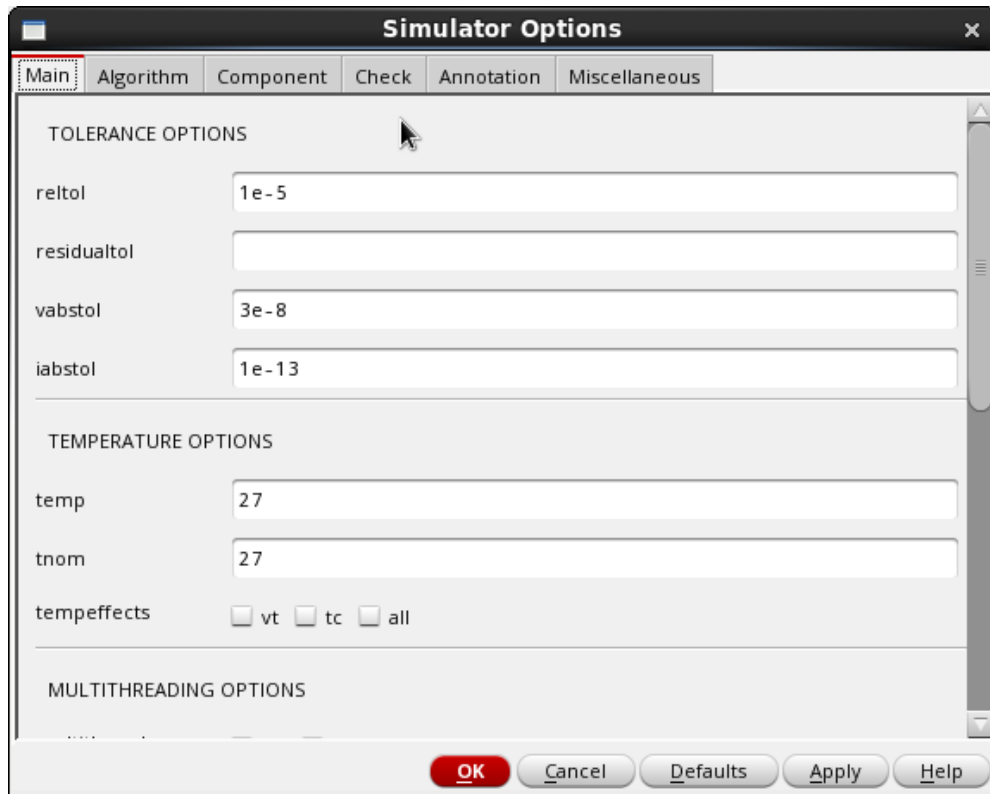 Simulator Options
Main Algorithm Component Check Annotation Miscellaneous
TOLERANCE OPTIONS
reltol 1e-5
residualtol
vabstol 3e-8
iabstol 1e-13
TEMPERATURE OPTIONS
temp 27
tnom 27
tempeffects vt tc all
MULTITHREADING OPTIONS
OK Cancel Defaults Apply Help